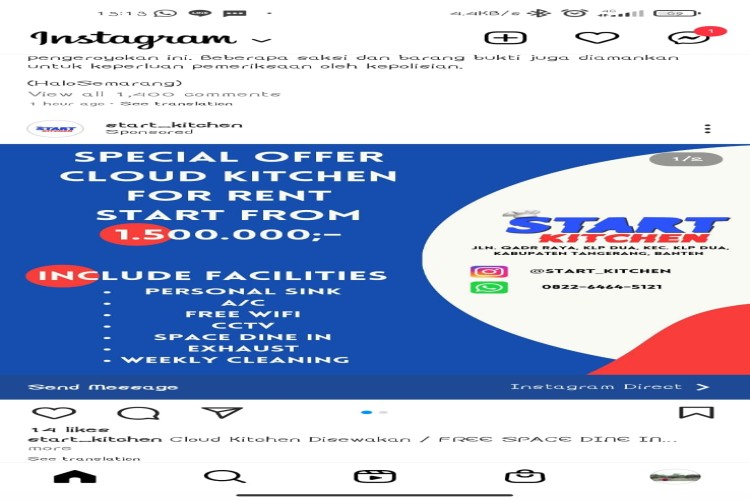 15:13
4.4KB/s 4G
Instagram
1
pengeroyokan ini. Beberapa saksi dan barang bukti juga diamankan
untuk keperluan pemeriksaan oleh kepolisian.
(HaloSemarang)
View all 1,400 comments
1 hour ago · See translation
START KITCHEN
start_kitchen
Sponsored
1/2
SPECIAL OFFER
CLOUD KITCHEN
FOR RENT
START FROM
1.500.000;-
INCLUDE FACILITIES
• PERSONAL SINK
• A/C
• FREE WIFI
• CCTV
• SPACE DINE IN
• EXHAUST
• WEEKLY CLEANING
START
KITCHEN
JLN. QADR RAYA, KLP DUA, KEC. KLP DUA,
KABUPATEN TANGERANG, BANTEN
@START_KITCHEN
0822-6464-5121
Send Message
Instagram Direct >
14 likes
start_kitchen Cloud Kitchen Disewakan / FREE SPACE DINE IN...
more
See translation